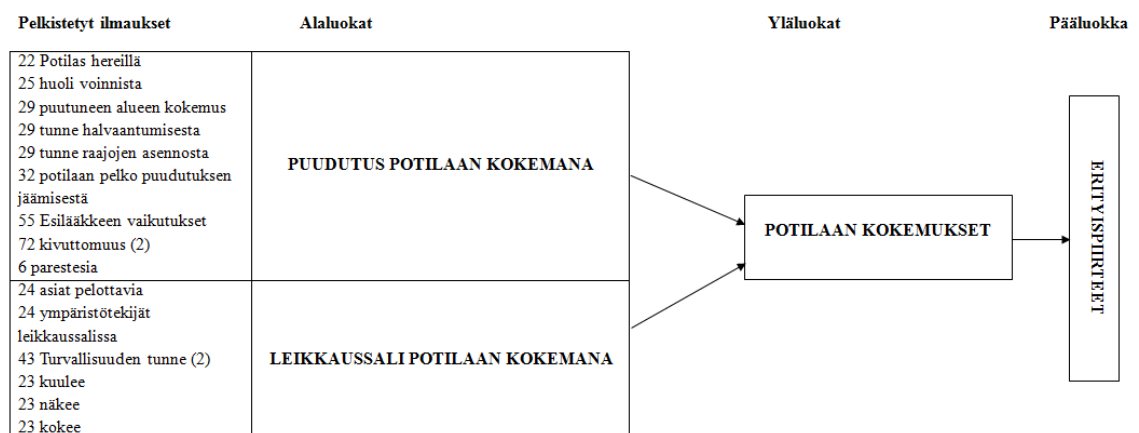 Pelkistetyt ilmaukset Alaluokat Yläluokat Pääluokka
22 Potilas hereillä
25 huoli voinnista
29 puutuneen alueen kokemus
29 tunne halvaantumisesta
29 tunne raajojen asennosta
32 potilaan pelko puudutuksen
jäämisestä
55 Esilääkkeen vaikutukset
72 kivuttomuus (2)
6 parestesia
PUUDUTUS POTILAAN KOKEMANA
24 asiat pelottavia
24 ympäristötekijät
leikkaussalissa
43 Turvallisuuden tunne (2)
23 kuulee
23 näkee
23 kokee
LEIKKAUSSALI POTILAAN KOKEMANA
POTILAAN KOKEMUKSET
ERITYISPIIRTEET